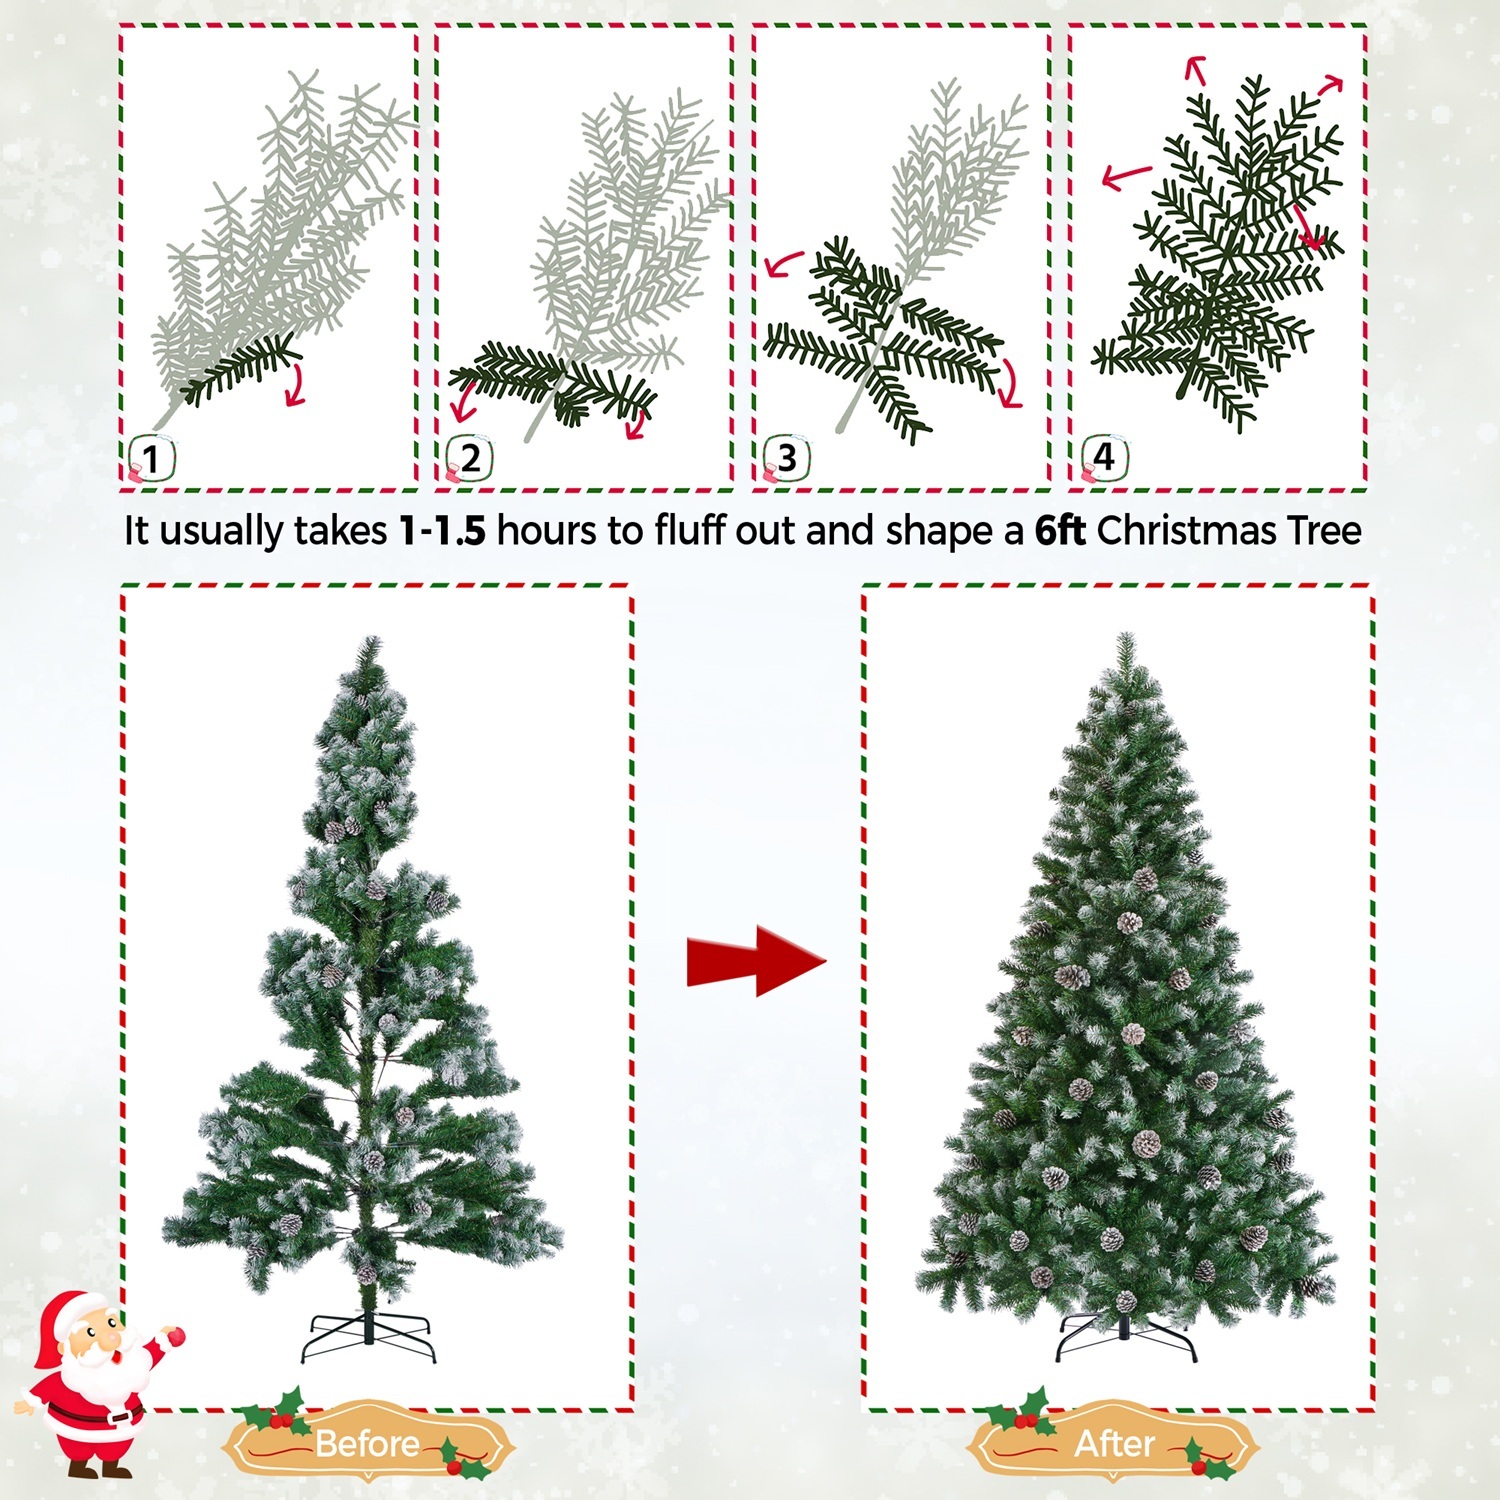 1
2
3
4
It usually takes 1-1.5 hours to fluff out and shape a 6ft Christmas Tree
Before
After